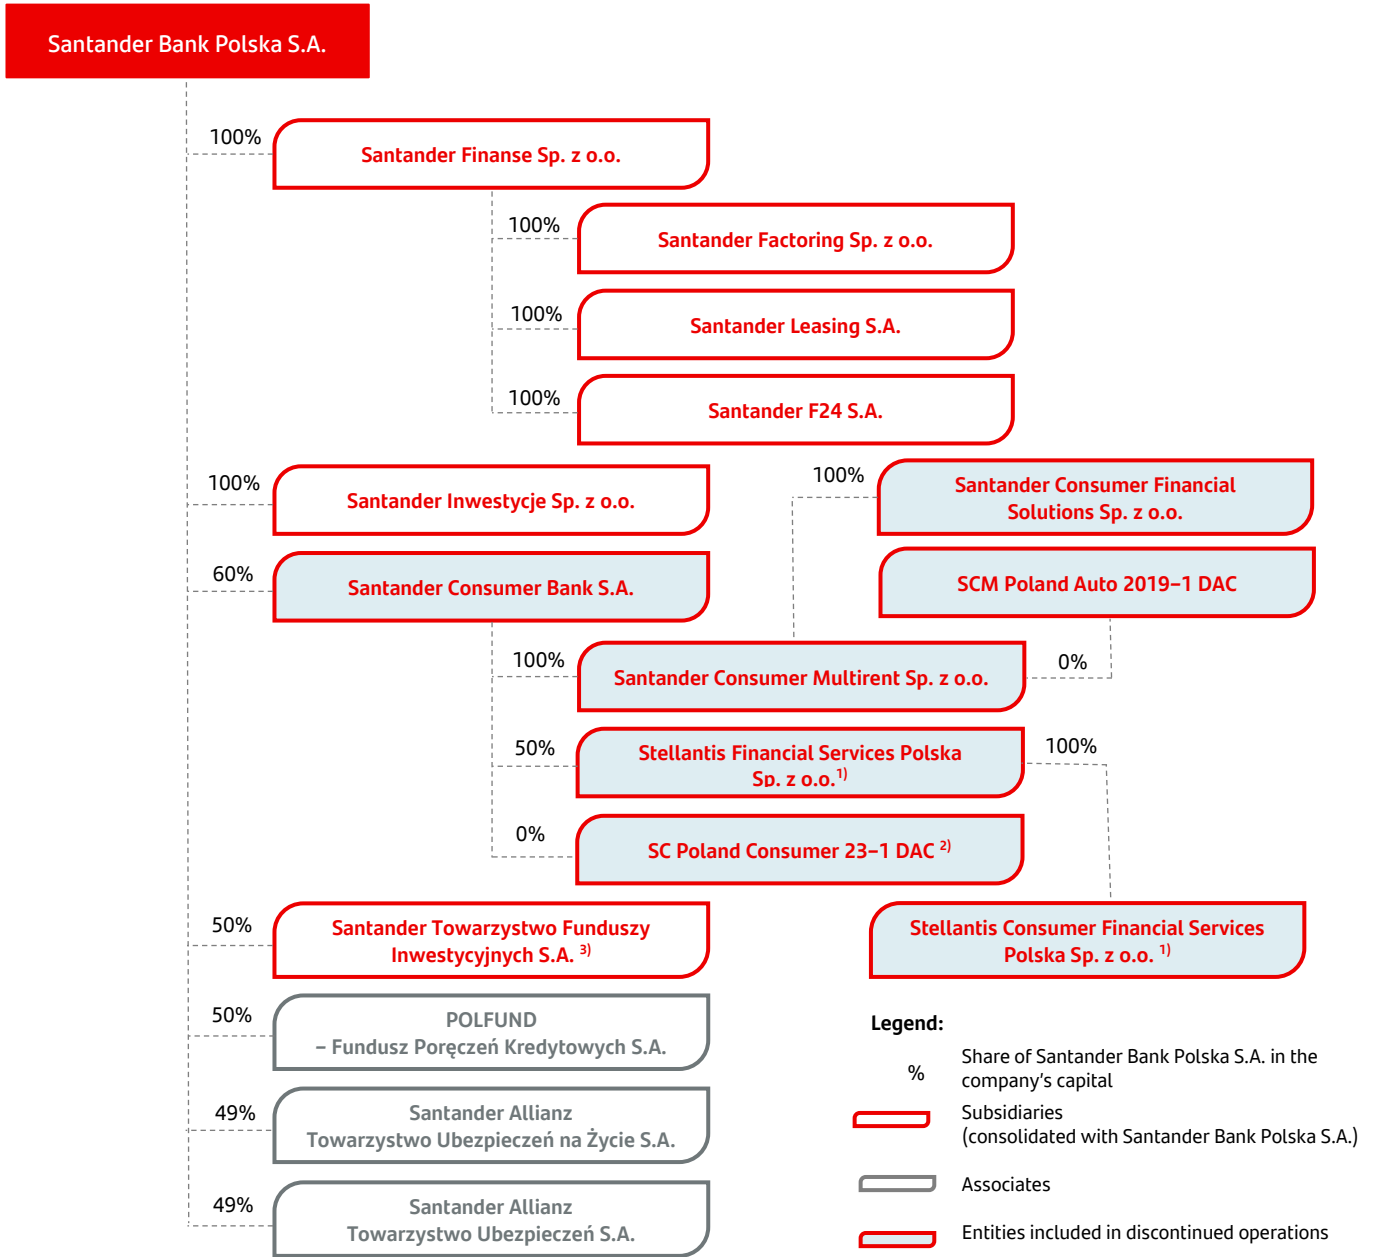 Santander Bank Polska S.A.
100%
Santander Finanse Sp. z o.o.
100%
Santander Factoring Sp. z o.o.
100%
Santander Leasing S.A.
100%
Santander F24 S.A.
100%
Santander Inwestycje Sp. z o.o.
100%
Santander Consumer Financial
Solutions Sp. z o.o.
60%
Santander Consumer Bank S.A.
SCM Poland Auto 2019–1 DAC
100%
Santander Consumer Multirent Sp. z o.o.
0%
50%
Stellantis Financial Services Polska
Sp. z o.o.1)
100%
0%
SC Poland Consumer 23–1 DAC 2)
50%
Santander Towarzystwo Funduszy
Inwestycyjnych S.A. 3)
Stellantis Consumer Financial Services
Polska Sp. z o.o. 1)
50%
POLFUND
– Fundusz Poręczeń Kredytowych S.A.
49%
Santander Allianz
Towarzystwo Ubezpieczeń na Życie S.A.
49%
Santander Allianz
Towarzystwo Ubezpieczeń S.A.
Legend:
%
Share of Santander Bank Polska S.A. in the
company's capital
Subsidiaries
(consolidated with Santander Bank Polska S.A.)
Associates
Entities included in discontinued operations